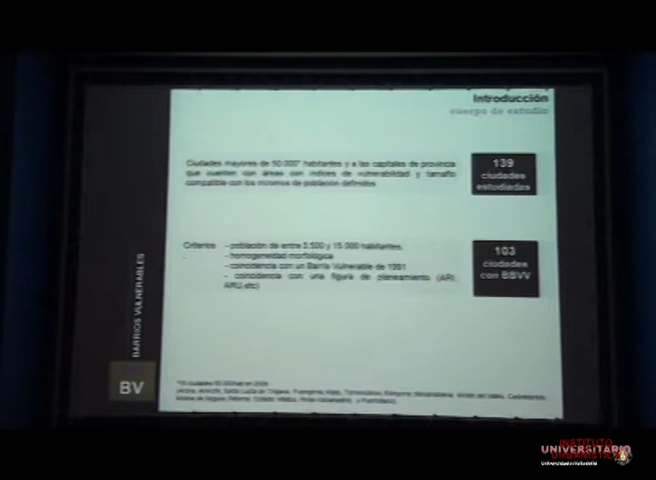 Introducción
cuerpo de estudio
Ciudades mayores de 50.000* habitantes y a las capitales de provincia
que cuenten con áreas con índices de vulnerabilidad y tamaño
compatible con los mínimos de población definidos
139
ciudades
estudiadas
Criterios - población de entre 3.500 y 15.000 habitantes.
- homogeneidad morfológica
- coincidencia con un Barrio Vulnerable de 1991
- coincidencia con una figura de planeamiento (ARI,
ARU,etc)
103
ciudades
con BBVV
BARRIOS VULNERABLES
BV
INSTITUTO
UNIVERSITARIO
URBANÍSTICA
Universidad Valladolid